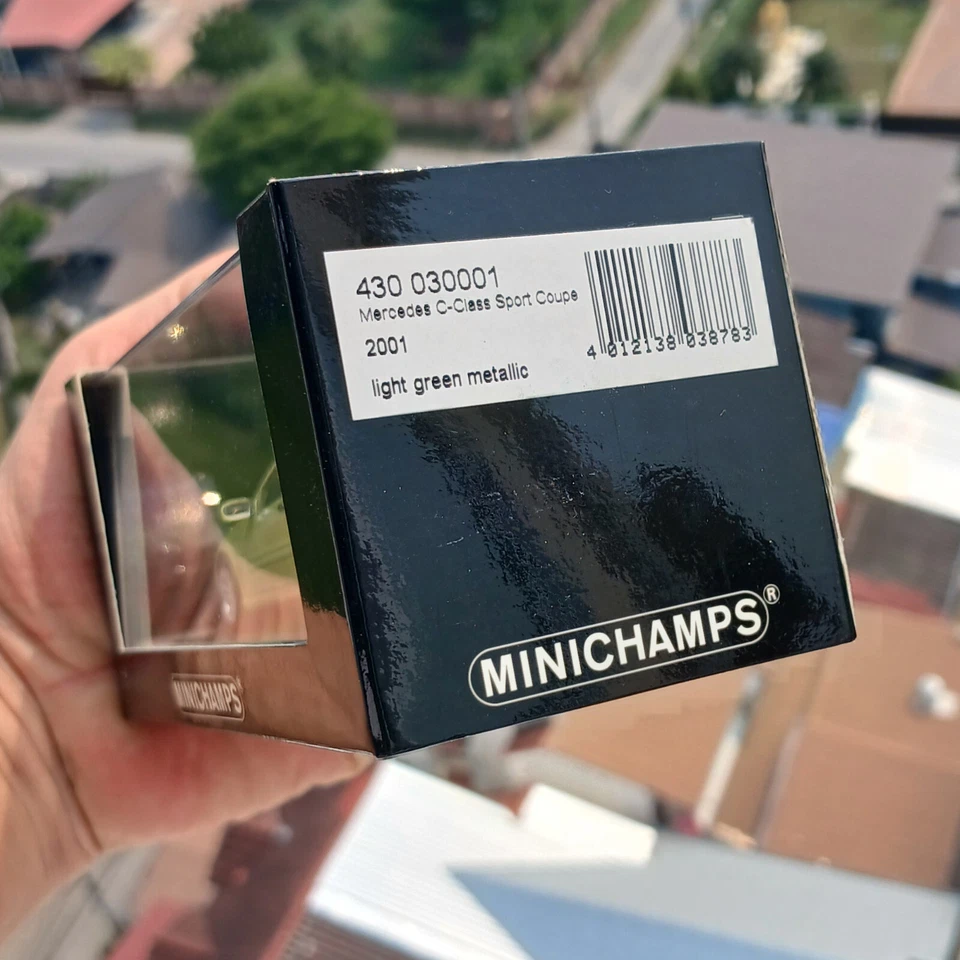 430 030001
Mercedes C-Class Sport Coupe
2001
light green metallic
4 012138 038783
MINICHAMPS®
MINICHAMPS